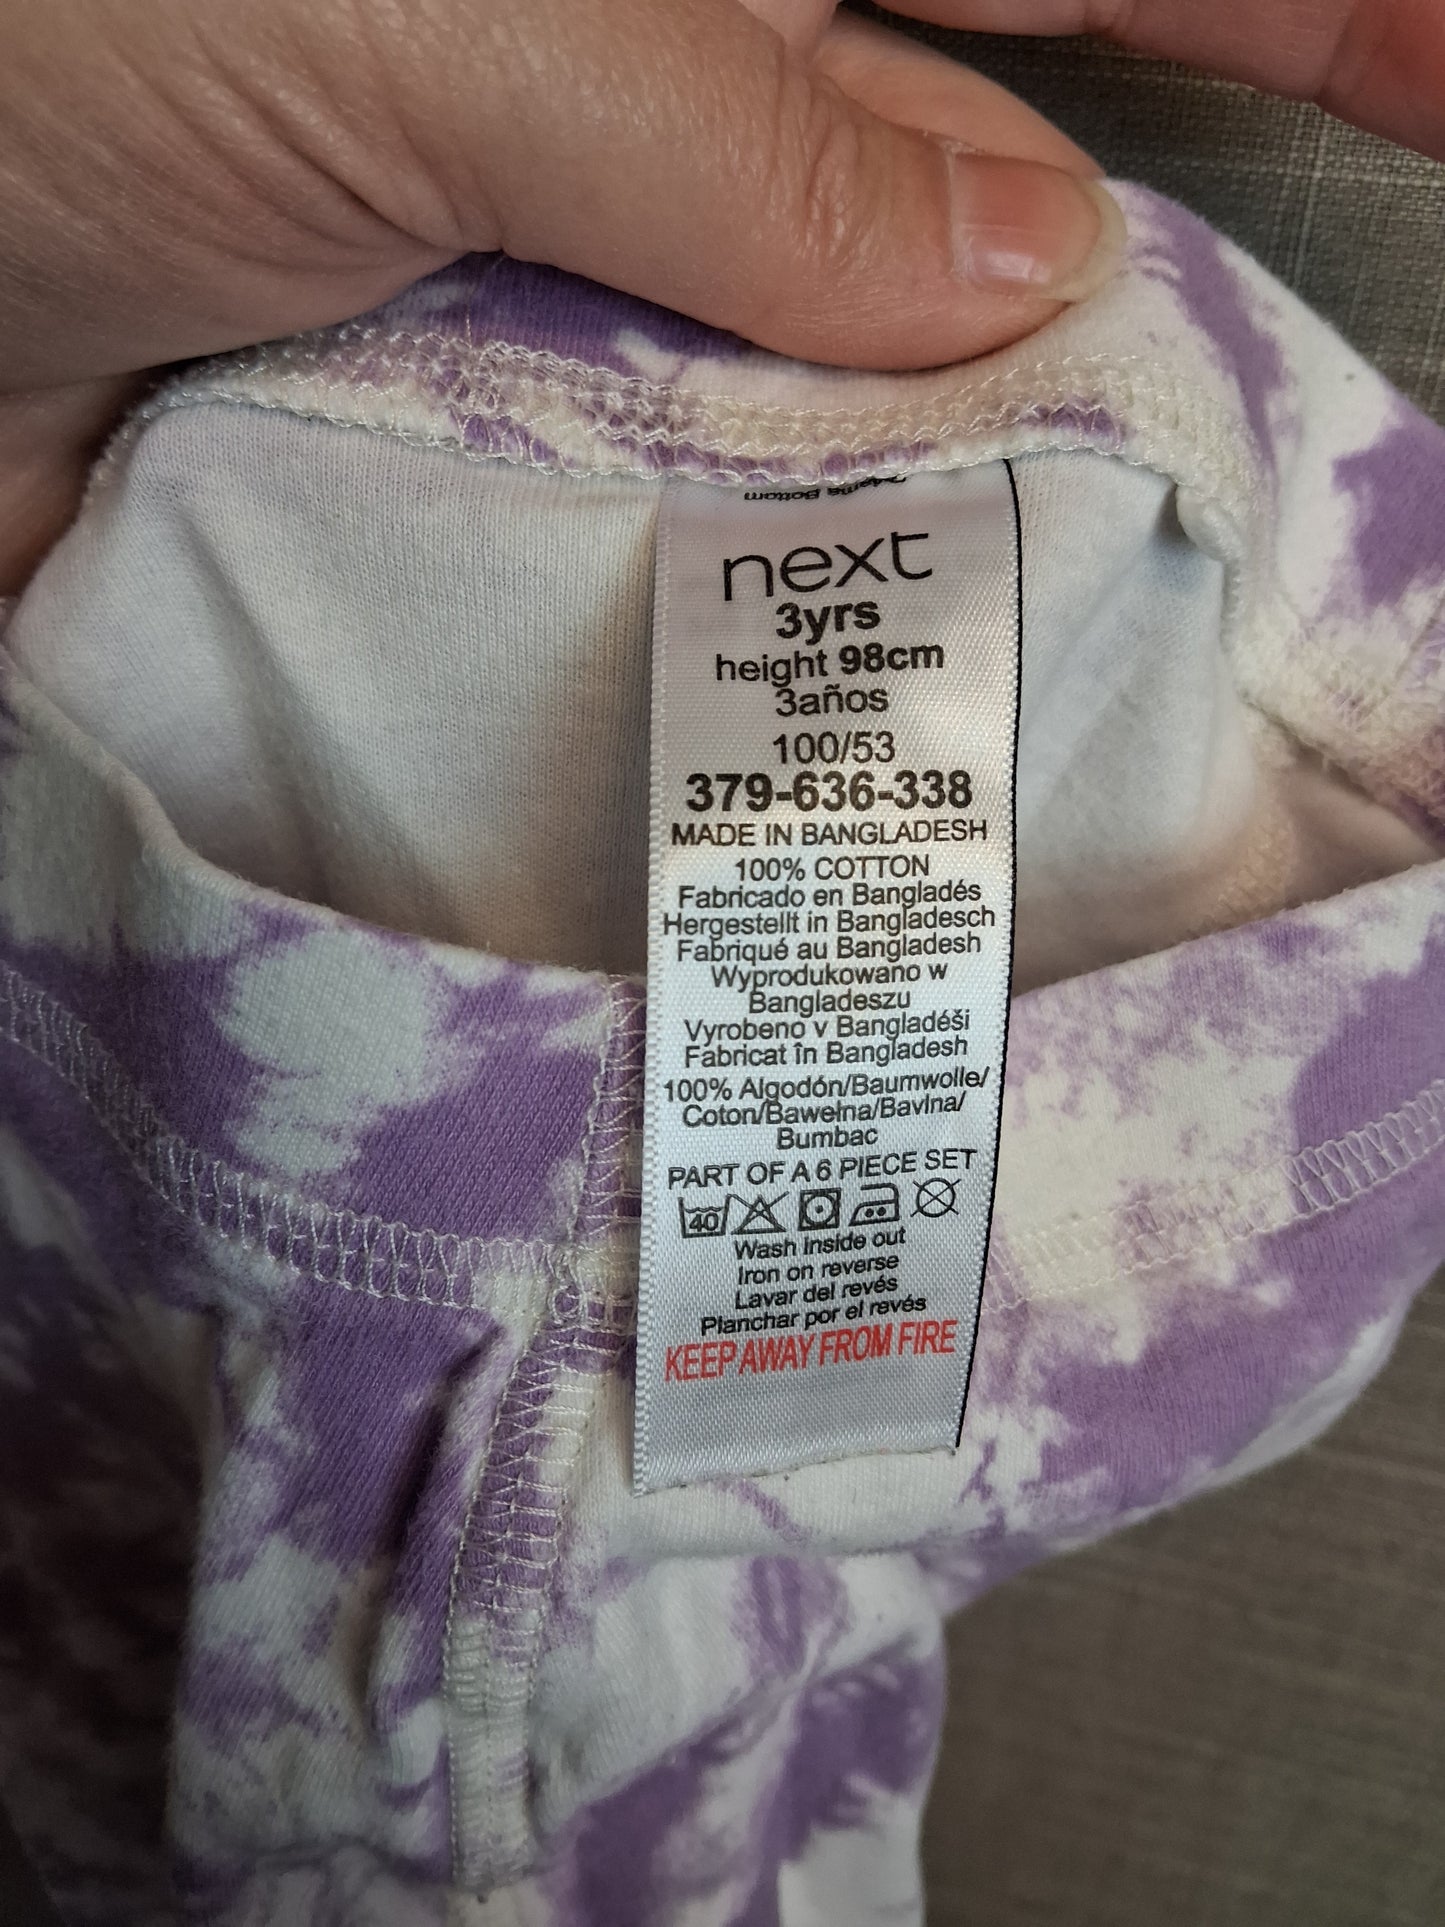 Bottom
next
3yrs
height 98cm
3años
100/53
379-636-338
MADE IN BANGLADESH
100% COTTON
Fabricado en Bangladés
Hergestellt in Bangladesch
Fabriqué au Bangladesh
Wyprodukowano w
Bangladeszu
Vyrobeno v Bangladéši
Fabricat în Bangladesh
100% Algodón/Baumwolle/
Coton/Bawełna/Bavlna/
Bumbac
PART OF A 6 PIECE SET
40
Wash inside out
Iron on reverse
Lavar del revés
Planchar por el revés
KEEP AWAY FROM FIRE